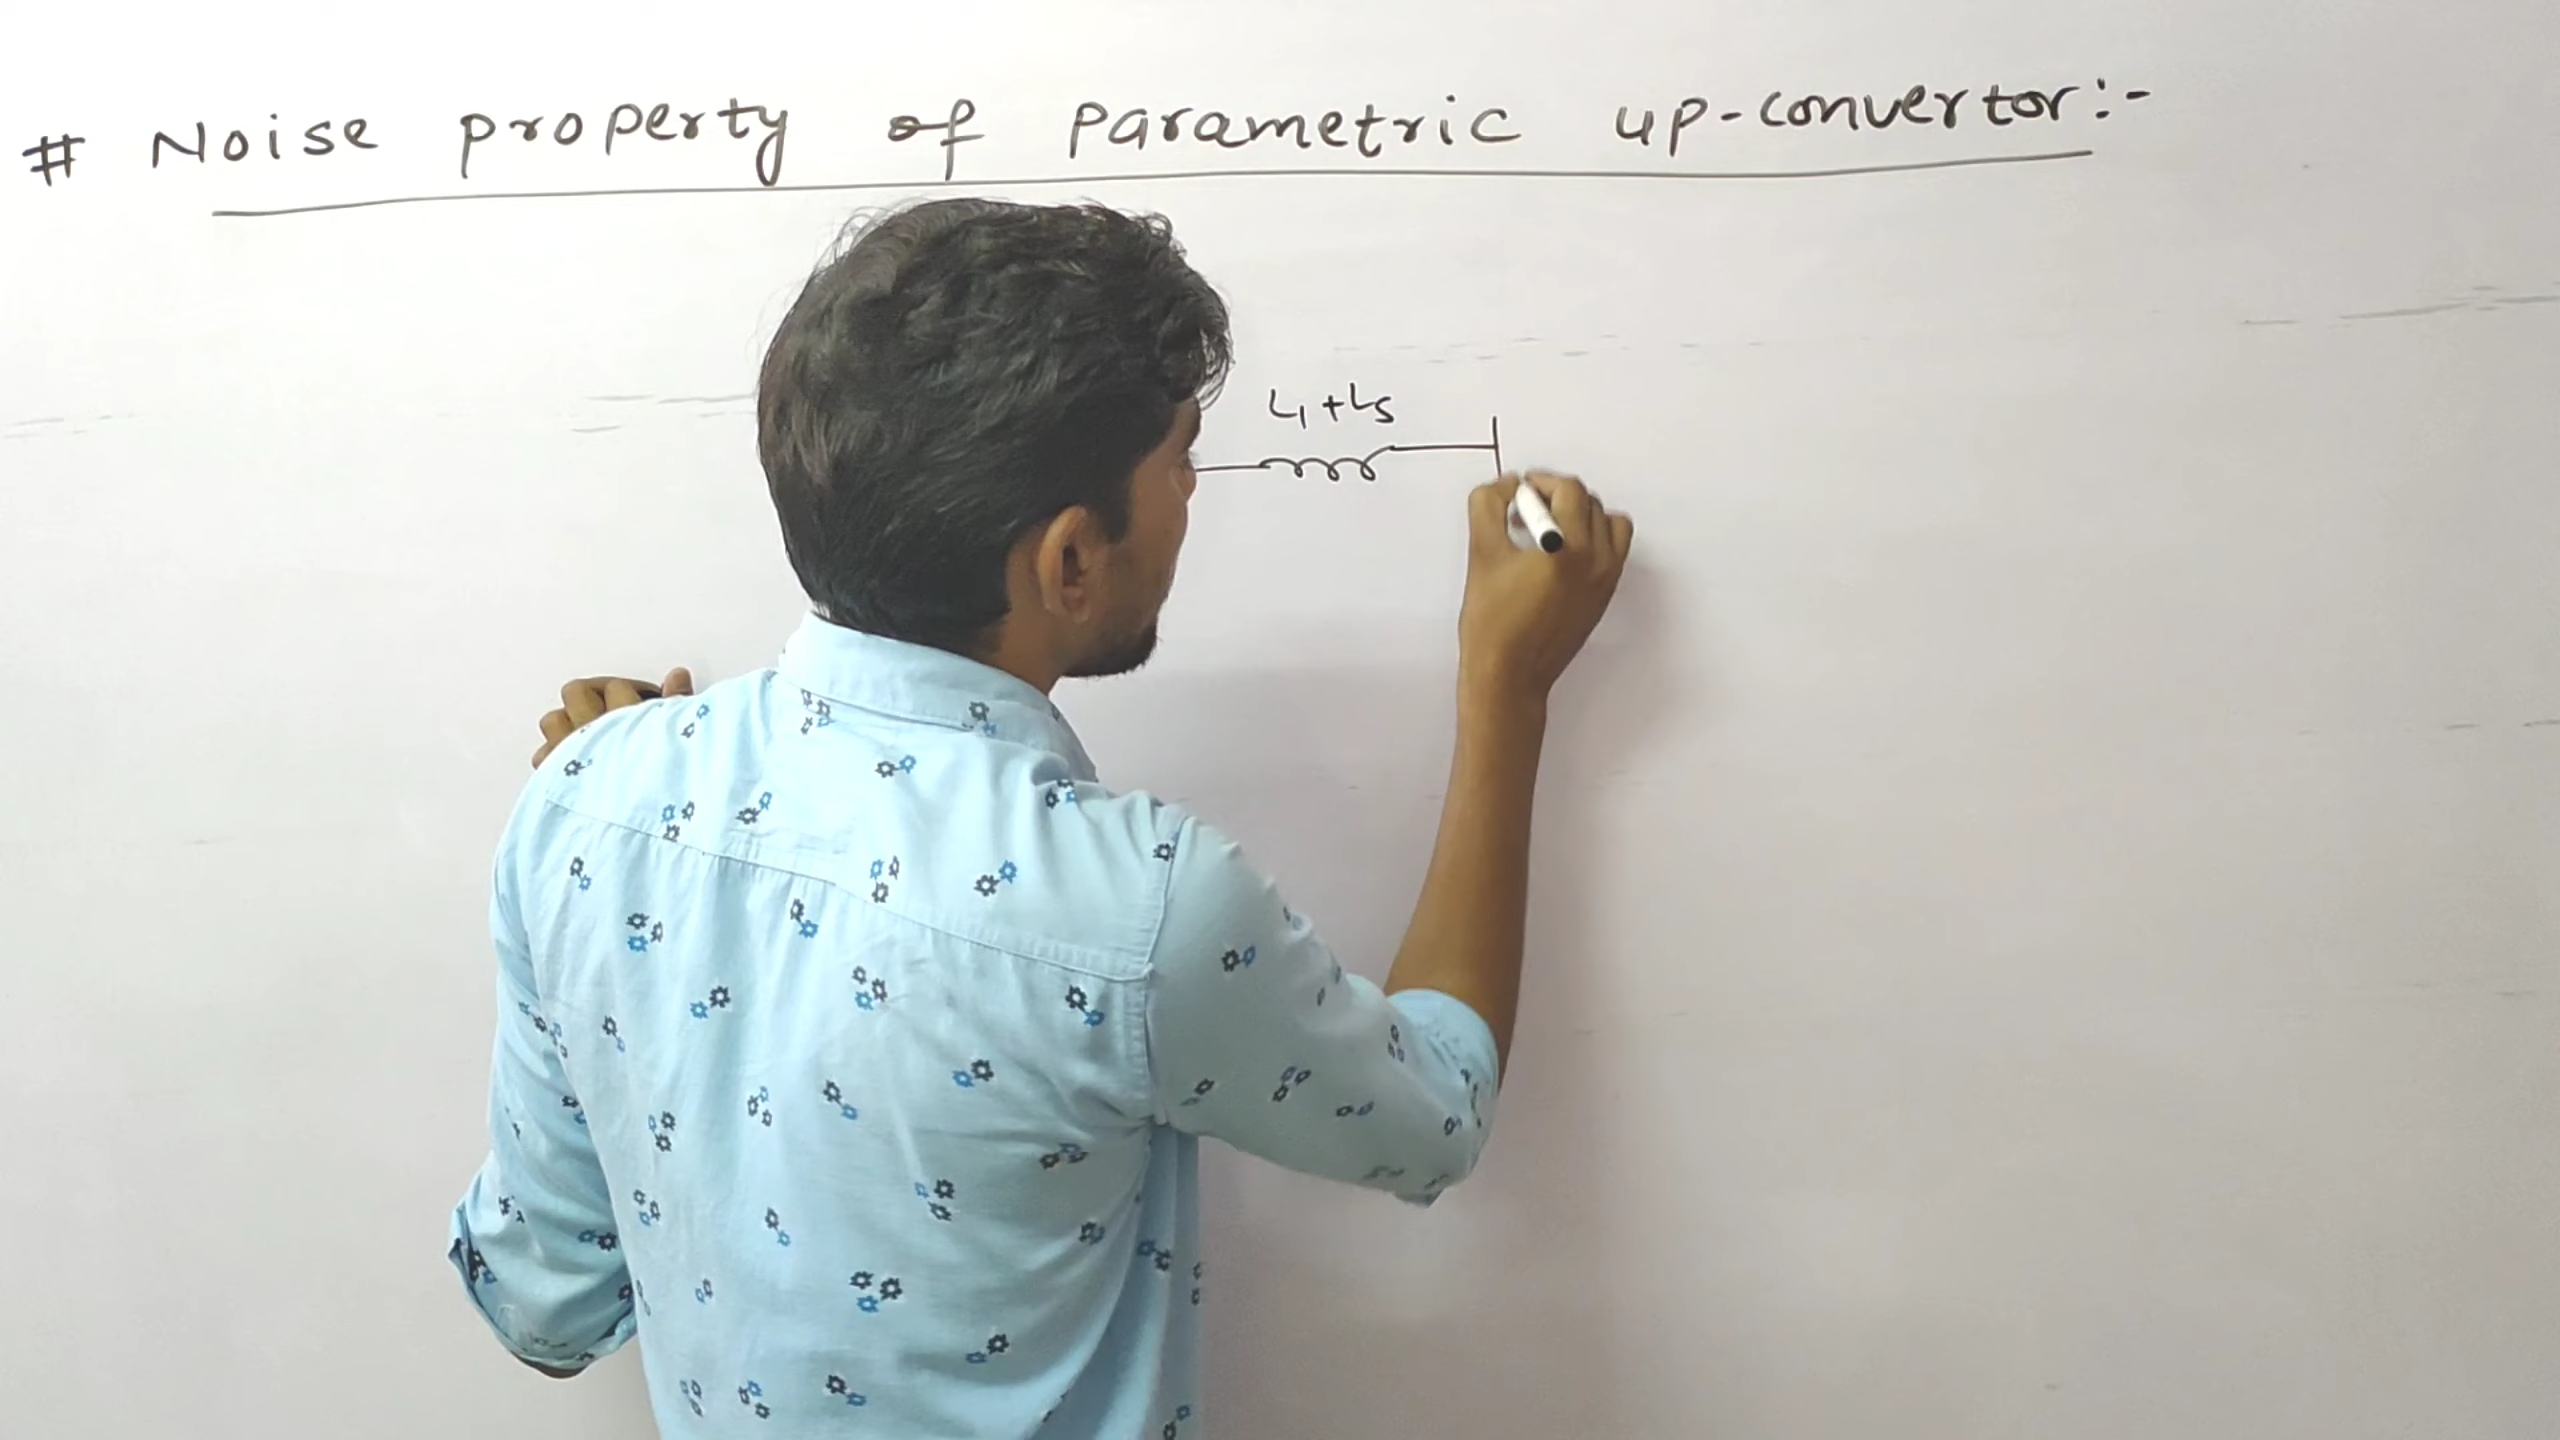 # Noise property of parametric up-convertor:-
L1 + Ls